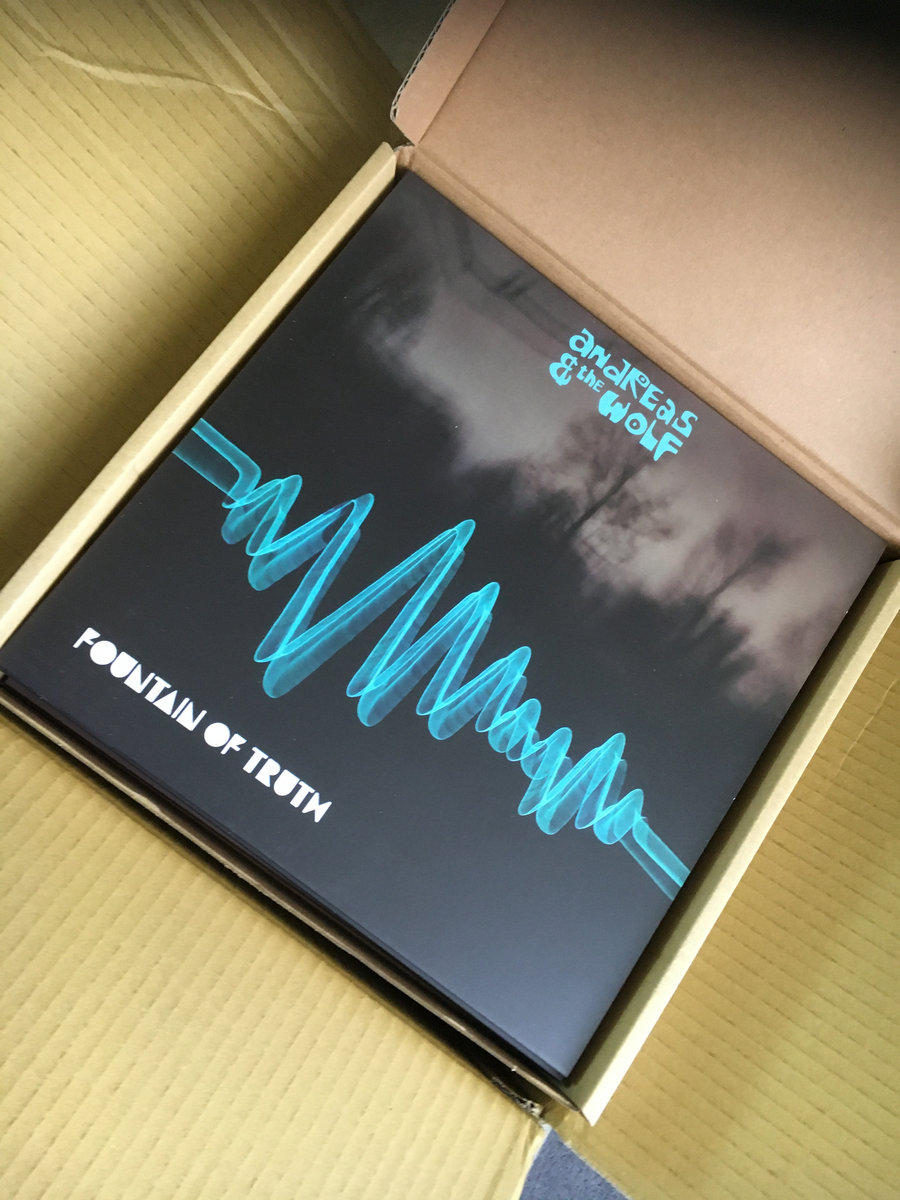 andREas
& thE WOLF
FOUNTAIN OF TRUTH